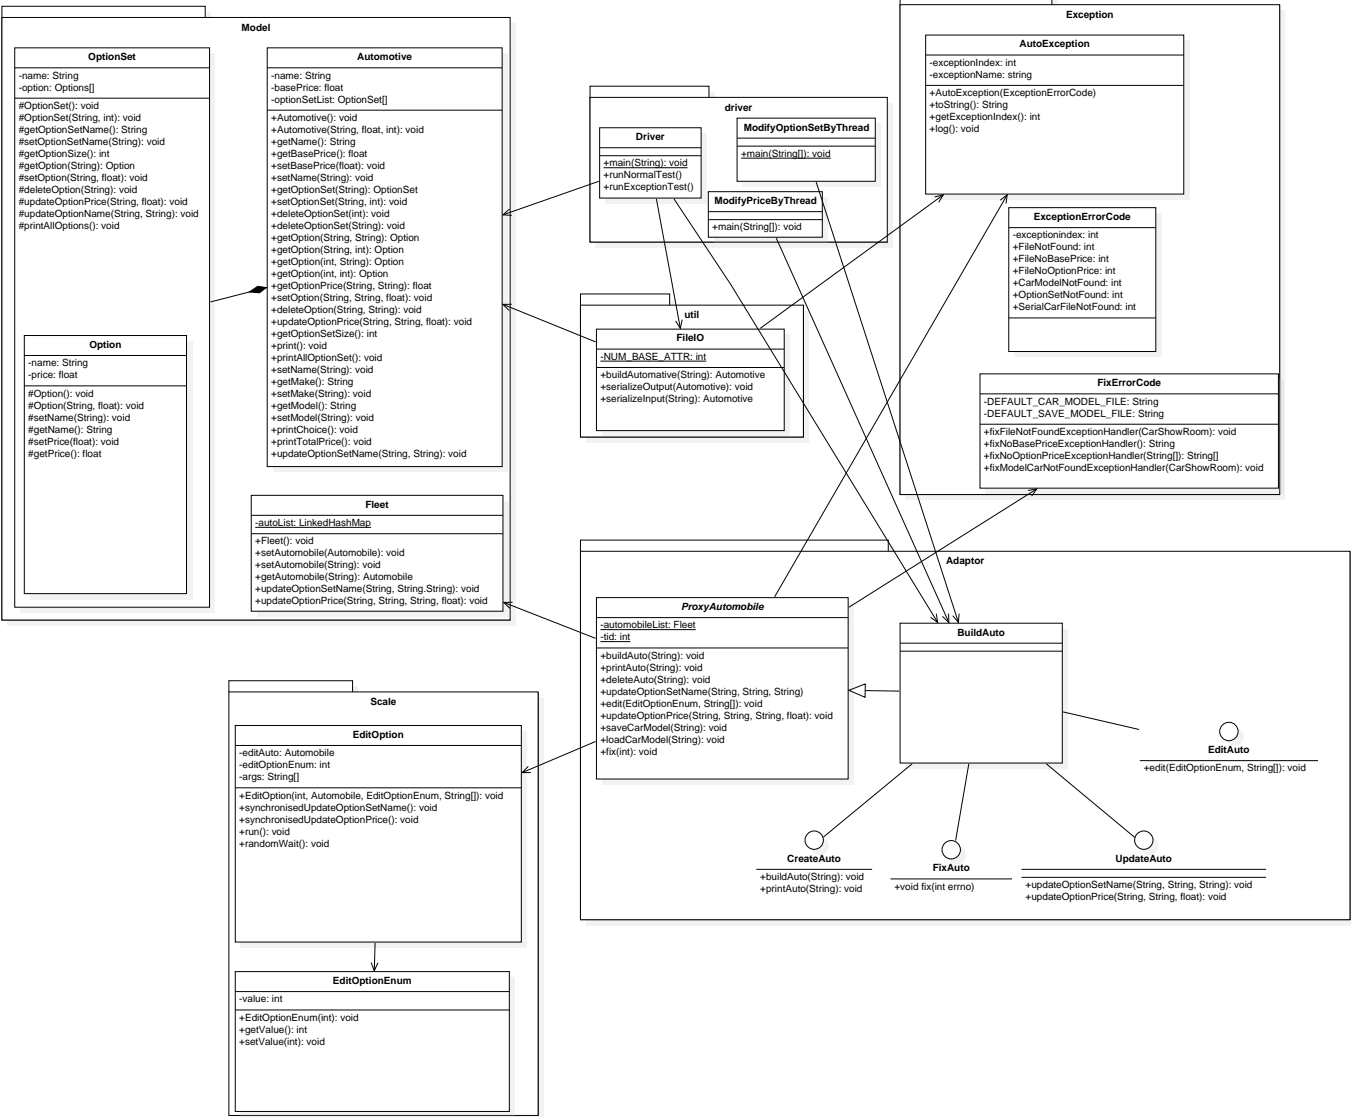 Model
OptionSet
-name: String
-option: Options[]
#OptionSet(): void
#OptionSet(String, int): void
#getOptionSetName(): String
#setOptionSetName(String): void
#getOptionSize(): int
#getOption(String): Option
#setOption(String, float): void
#deleteOption(String): void
#updateOptionPrice(String, float): void
#updateOptionName(String, String): void
#printAllOptions(): void
Option
-name: String
-price: float
#Option(): void
#Option(String, float): void
#setName(String): void
#getName(): String
#setPrice(float): void
#getPrice(): float
Automotive
-name: String
-basePrice: float
-optionSetList: OptionSet[]
+Automotive(): void
+Automotive(String, float, int): void
+getName(): String
+getBasePrice(): float
+setBasePrice(float): void
+setName(String): void
+getOptionSet(String): OptionSet
+setOptionSet(String, int): void
+deleteOptionSet(int): void
+deleteOptionSet(String): void
+getOption(String, String): Option
+getOption(String, int): Option
+getOption(int, String): Option
+getOption(int, int): Option
+getOptionPrice(String, String): float
+setOption(String, String, float): void
+deleteOption(String, String): void
+updateOptionPrice(String, String, float): void
+getOptionSetSize(): int
+print(): void
+printAllOptionSet(): void
+setName(String): void
+getMake(): String
+setMake(String): void
+getModel(): String
+setModel(String): void
+printChoice(): void
+printTotalPrice(): void
+updateOptionSetName(String, String): void
Fleet
-autoList: LinkedHashMap
+Fleet(): void
+setAutomobile(Automobile): void
+setAutomobile(String): void
+getAutomobile(String): Automobile
+updateOptionSetName(String, String.String): void
+updateOptionPrice(String, String, String, float): void
driver
Driver
+main(String): void
+runNormalTest()
+runExceptionTest()
ModifyOptionSetByThread
+main(String[]): void
ModifyPriceByThread
+main(String[]): void
util
FileIO
-NUM_BASE_ATTR: int
+buildAutomative(String): Automotive
+serializeOutput(Automotive): void
+serializeInput(String): Automotive
Exception
AutoException
-exceptionIndex: int
-exceptionName: string
+AutoException(ExceptionErrorCode)
+toString(): String
+getExceptionIndex(): int
+log(): void
ExceptionErrorCode
-exceptionindex: int
+FileNotFound: int
+FileNoBasePrice: int
+FileNoOptionPrice: int
+CarModelNotFound: int
+OptionSetNotFound: int
+SerialCarFileNotFound: int
FixErrorCode
-DEFAULT_CAR_MODEL_FILE: String
-DEFAULT_SAVE_MODEL_FILE: String
+fixFileNotFoundExceptionHandler(CarShowRoom): void
+fixNoBasePriceExceptionHandler(): String
+fixNoOptionPriceExceptionHandler(String[]): String[]
+fixModelCarNotFoundExceptionHandler(CarShowRoom): void
Adaptor
ProxyAutomobile
-automobileList: Fleet
-tid: int
+buildAuto(String): void
+printAuto(String): void
+deleteAuto(String): void
+updateOptionSetName(String, String, String)
+edit(EditOptionEnum, String[]): void
+updateOptionPrice(String, String, String, float): void
+saveCarModel(String): void
+loadCarModel(String): void
+fix(int): void
BuildAuto
EditAuto
+edit(EditOptionEnum, String[]): void
CreateAuto
+buildAuto(String): void
+printAuto(String): void
FixAuto
+void fix(int errno)
UpdateAuto
+updateOptionSetName(String, String, String): void
+updateOptionPrice(String, String, float): void
Scale
EditOption
-editAuto: Automobile
-editOptionEnum: int
-args: String[]
+EditOption(int, Automobile, EditOptionEnum, String[]): void
+synchronisedUpdateOptionSetName(): void
+synchronisedUpdateOptionPrice(): void
+run(): void
+randomWait(): void
EditOptionEnum
-value: int
+EditOptionEnum(int): void
+getValue(): int
+setValue(int): void